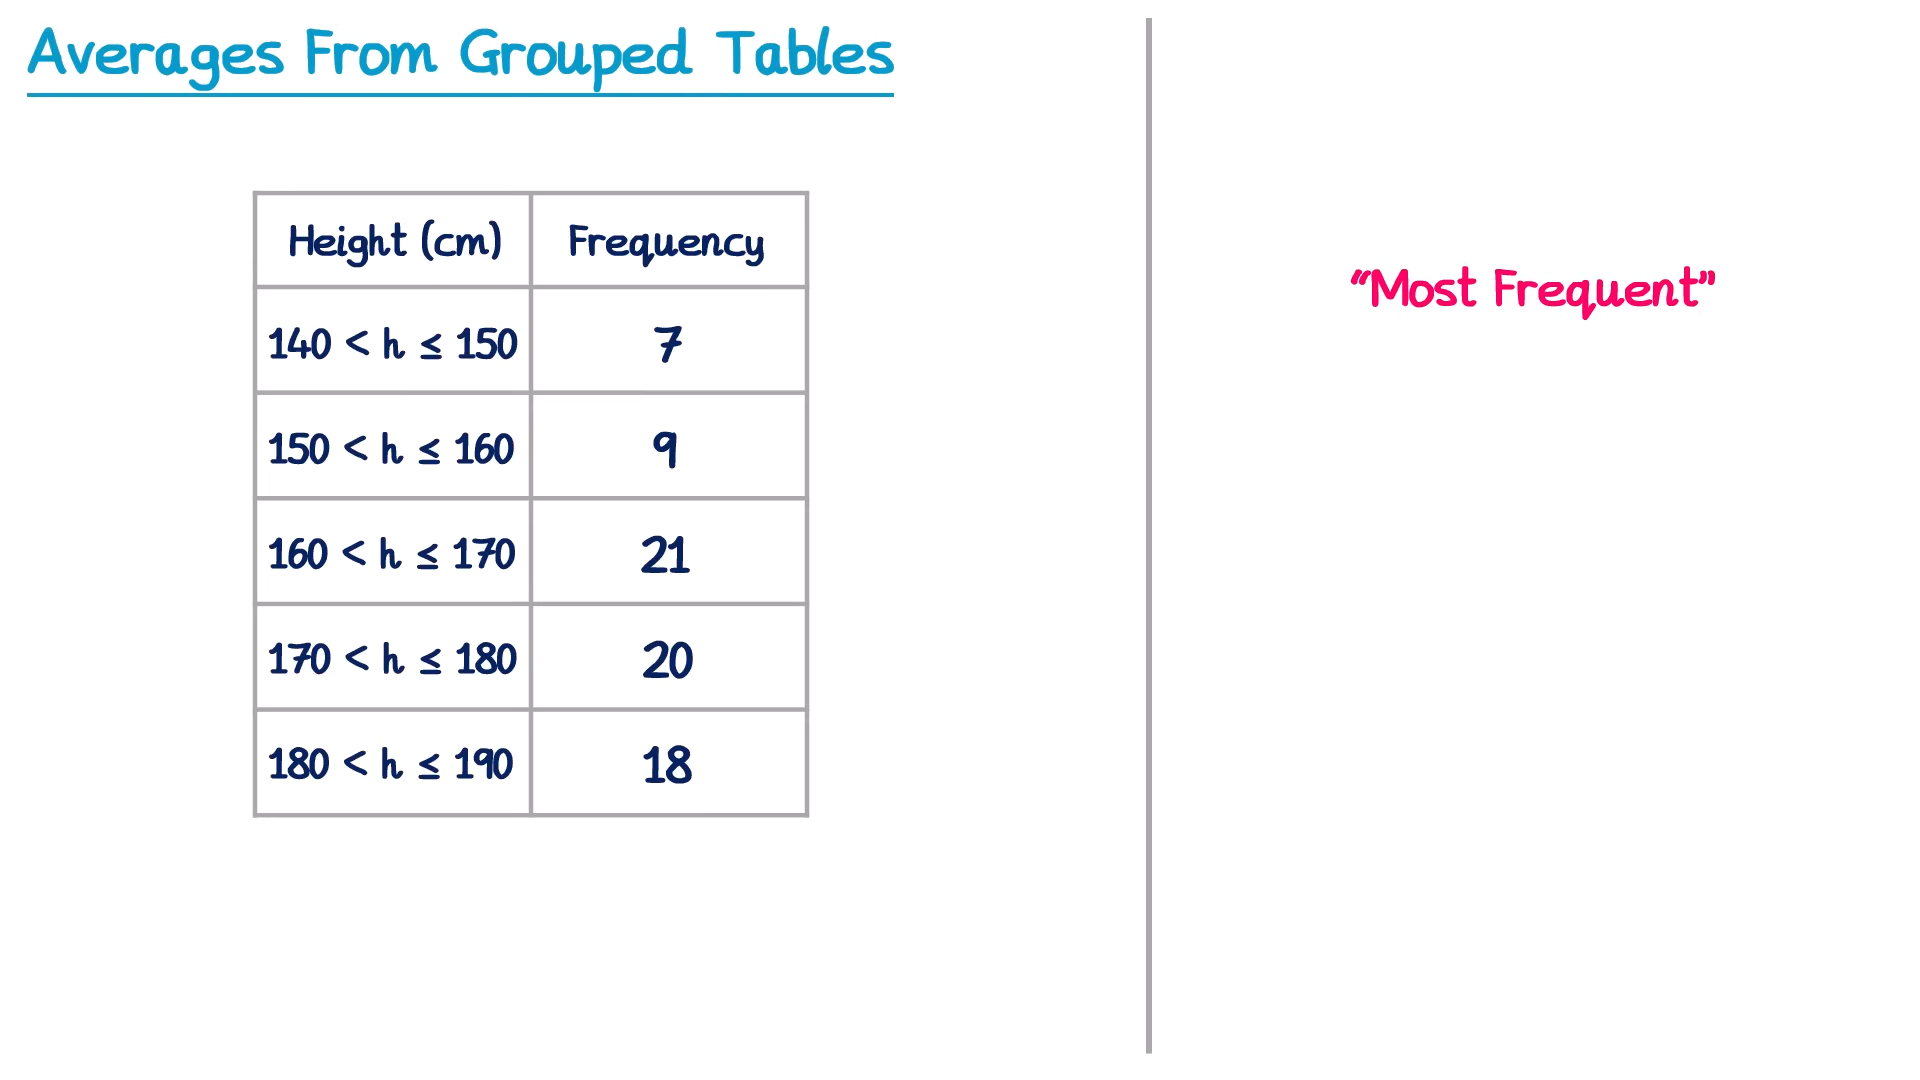 Averages From Grouped Tables
Height (cm) Frequency
140 < h ≤ 150 7
150 < h ≤ 160 9
160 < h ≤ 170 21
170 < h ≤ 180 20
180 < h ≤ 190 18
“Most Frequent”